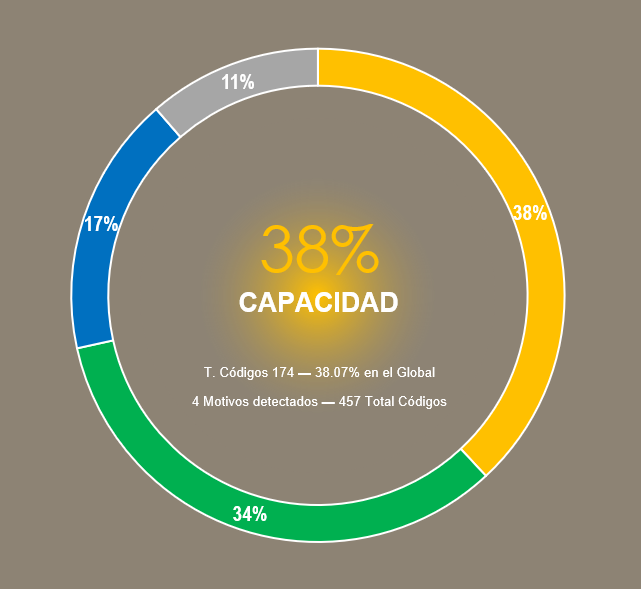 11%
38%
17%
38%
CAPACIDAD
T. Códigos 174 — 38.07% en el Global
4 Motivos detectados — 457 Total Códigos
34%